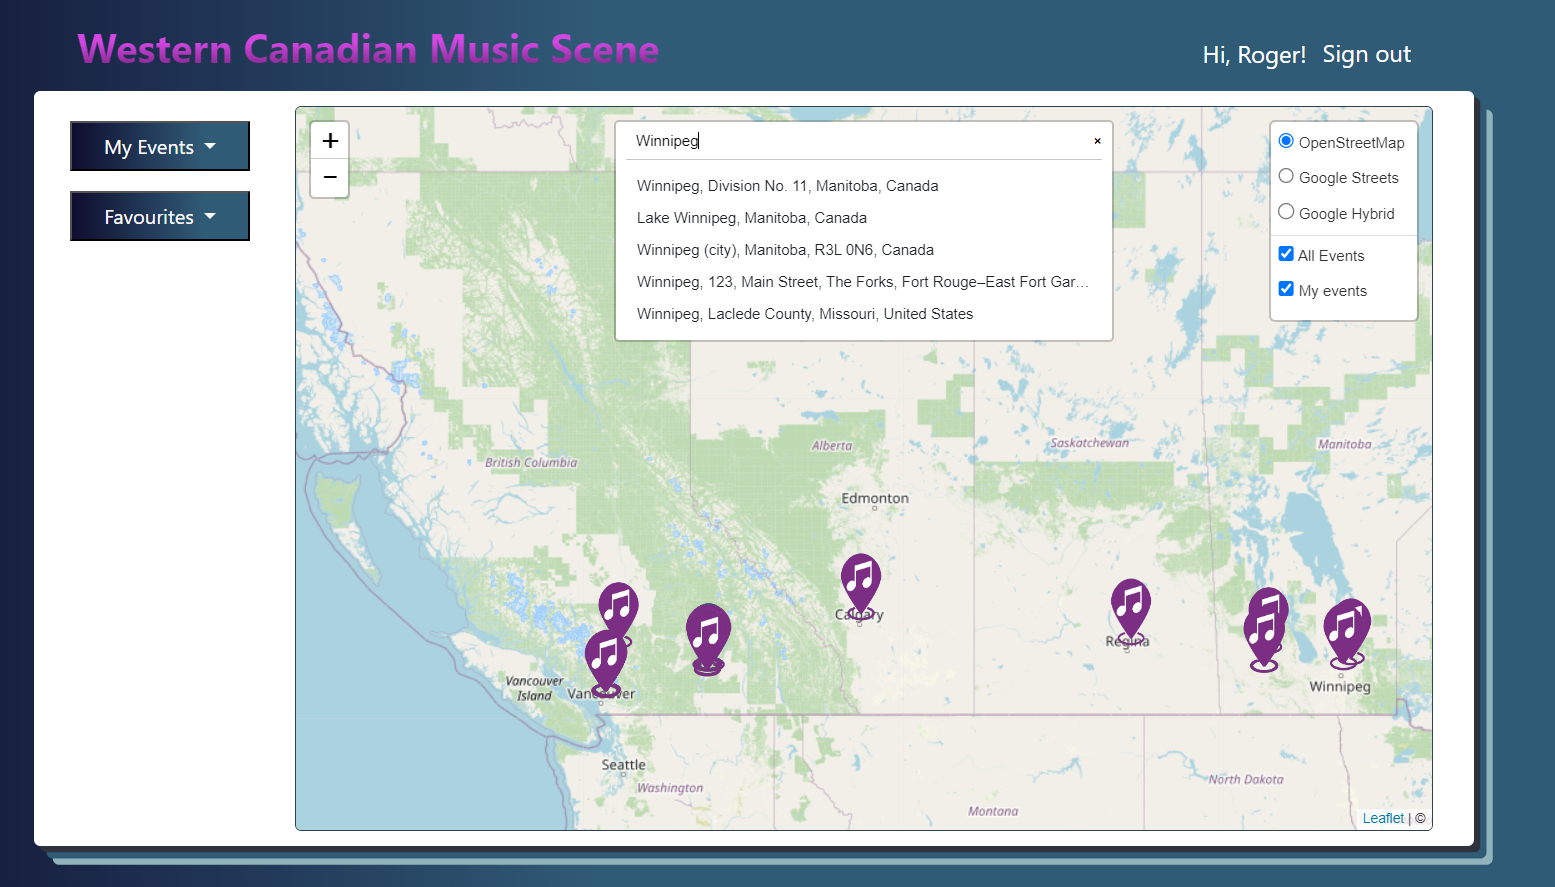 Western Canadian Music Scene
Hi, Roger! Sign out
My Events
Favourites
+
−
Winnipeg
×
Winnipeg, Division No. 11, Manitoba, Canada
Lake Winnipeg, Manitoba, Canada
Winnipeg (city), Manitoba, R3L 0N6, Canada
Winnipeg, 123, Main Street, The Forks, Fort Rouge–East Fort Gar…
Winnipeg, Laclede County, Missouri, United States
OpenStreetMap
Google Streets
Google Hybrid
All Events
My events
British Columbia
Alberta
Saskatchewan
Manitoba
Edmonton
Calgary
Regina
Winnipeg
Vancouver
Island
Vancouver
Seattle
Washington
Montana
North Dakota
Leaflet | ©